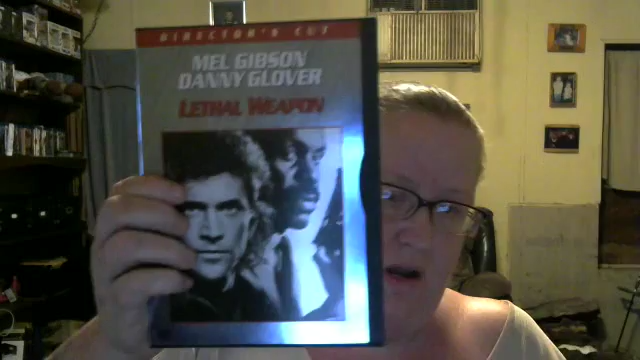 DIRECTOR'S CUT
MEL GIBSON
DANNY GLOVER
LETHAL WEAPON